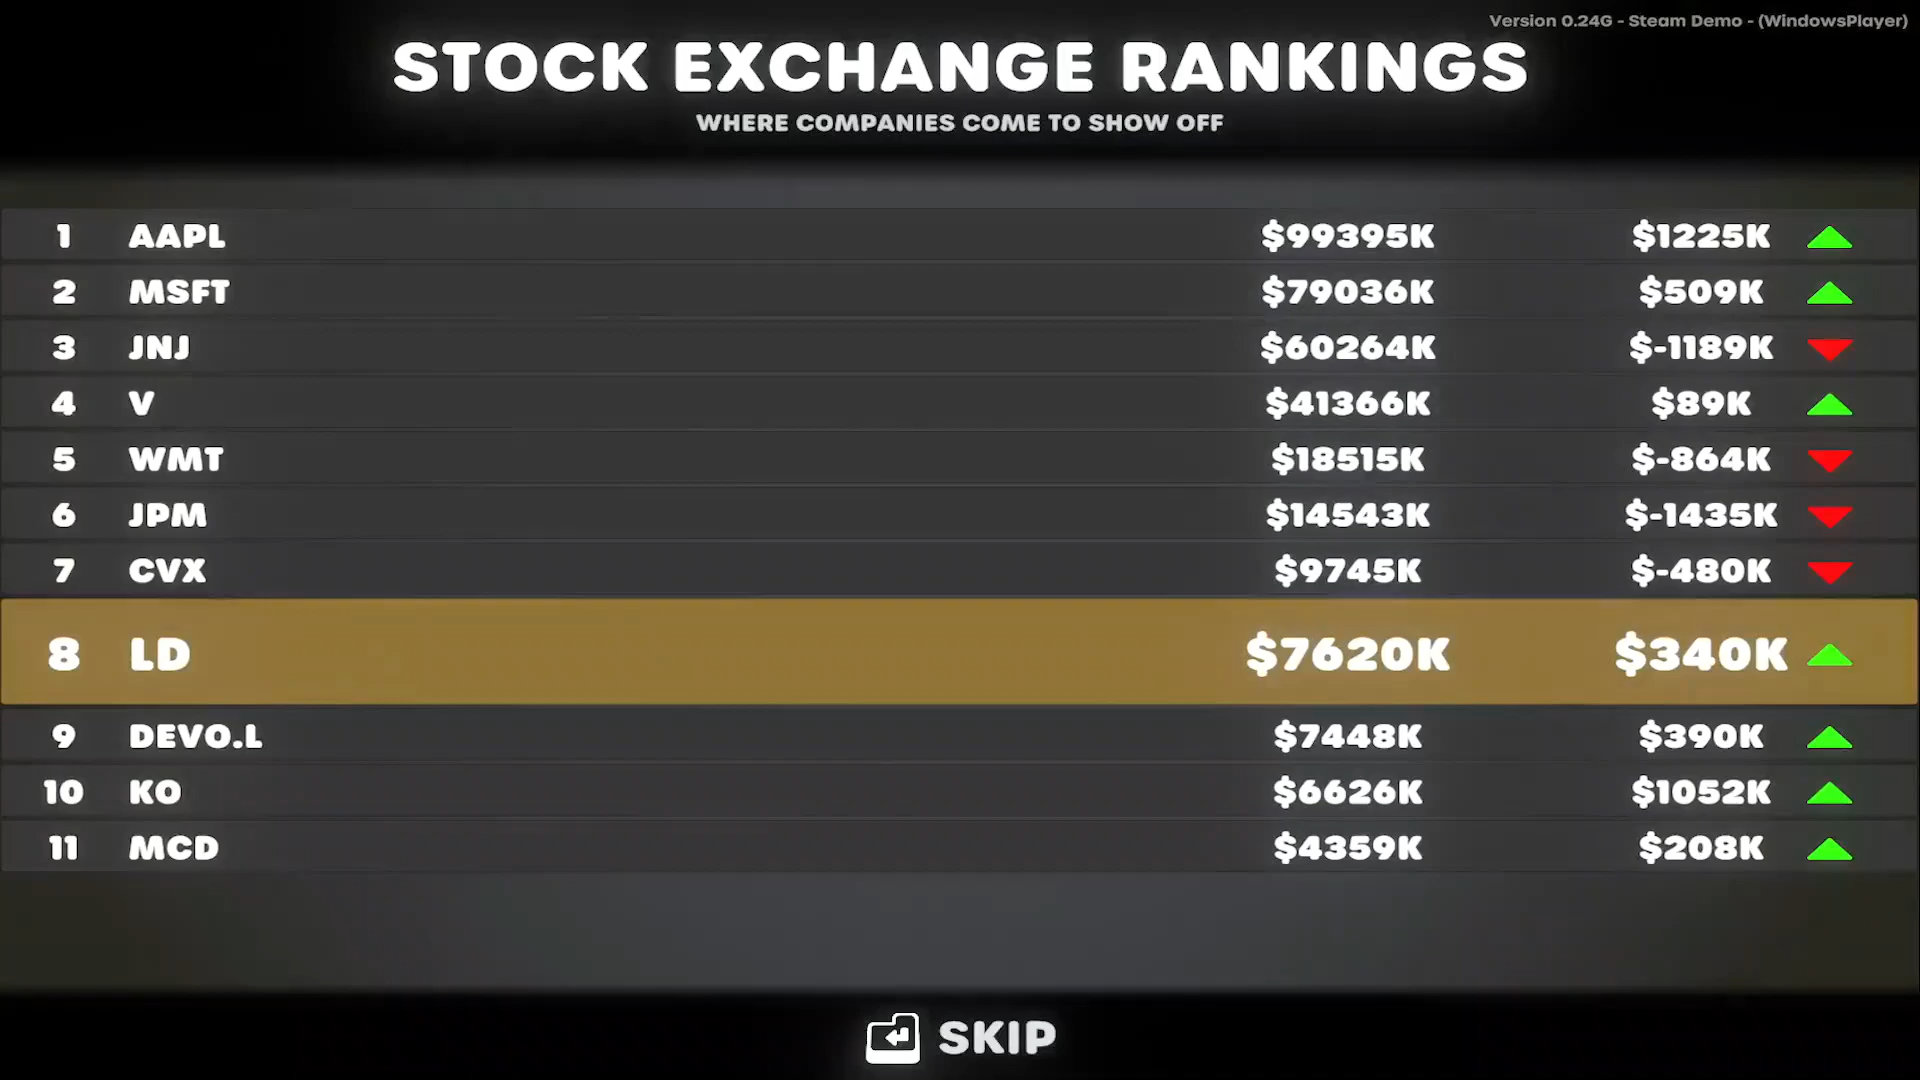 Version 0.24G - Steam Demo - (WindowsPlayer)
STOCK EXCHANGE RANKINGS
WHERE COMPANIES COME TO SHOW OFF
1 AAPL $99395K $1225K
2 MSFT $79036K $509K
3 JNJ $60264K $-1189K
4 V $41366K $89K
5 WMT $18515K $-864K
6 JPM $14543K $-1435K
7 CVX $9745K $-480K
8 LD $7620K $340K
9 DEVO.L $7448K $390K
10 KO $6626K $1052K
11 MCD $4359K $208K
SKIP